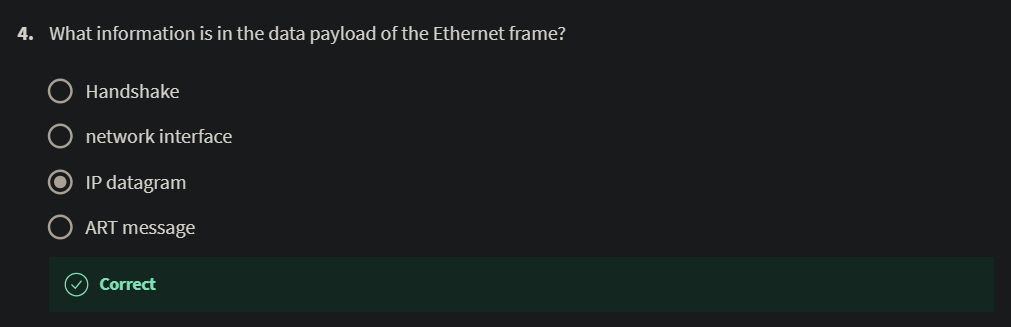 4. What information is in the data payload of the Ethernet frame?
Handshake
network interface
IP datagram
ART message
Correct